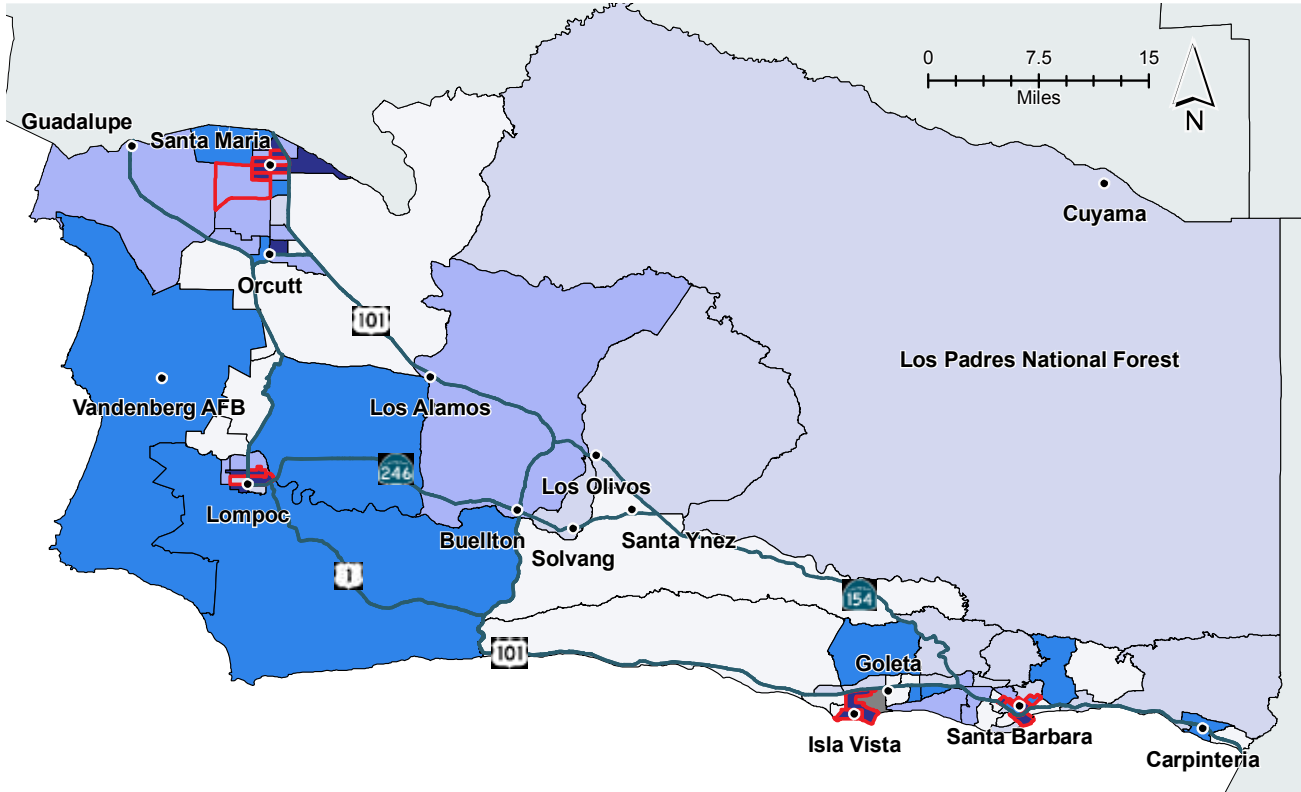 0 7.5 15
Miles
N
Guadalupe
Santa Maria
Cuyama
Orcutt
101
Los Padres National Forest
Vandenberg AFB
Los Alamos
246
Los Olivos
Lompoc
Buellton
Solvang
Santa Ynez
1
154
101
Goleta
Isla Vista
Santa Barbara
Carpinteria